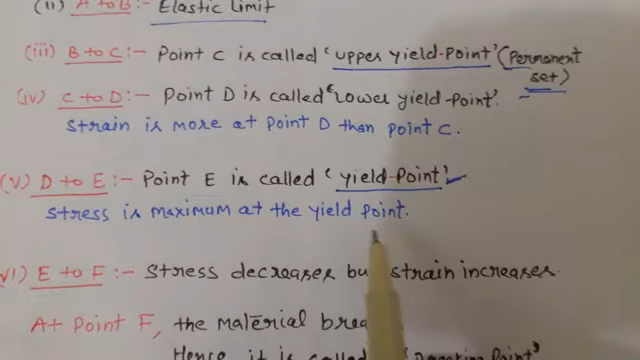 (ii) A to B:- Elastic Limit
(iii) B to C:- Point C is called 'upper yield-Point' (Permanent set)
(iv) C to D:- Point D is called 'Lower yield-Point'.
Strain is more at Point D than Point C.
(v) D to E:- Point E is called 'yield-Point'
Stress is maximum at the yield Point.
vi) E to F:- Stress decreases bu strain increases.
At Point F, the material brea
Hence it is called Point'